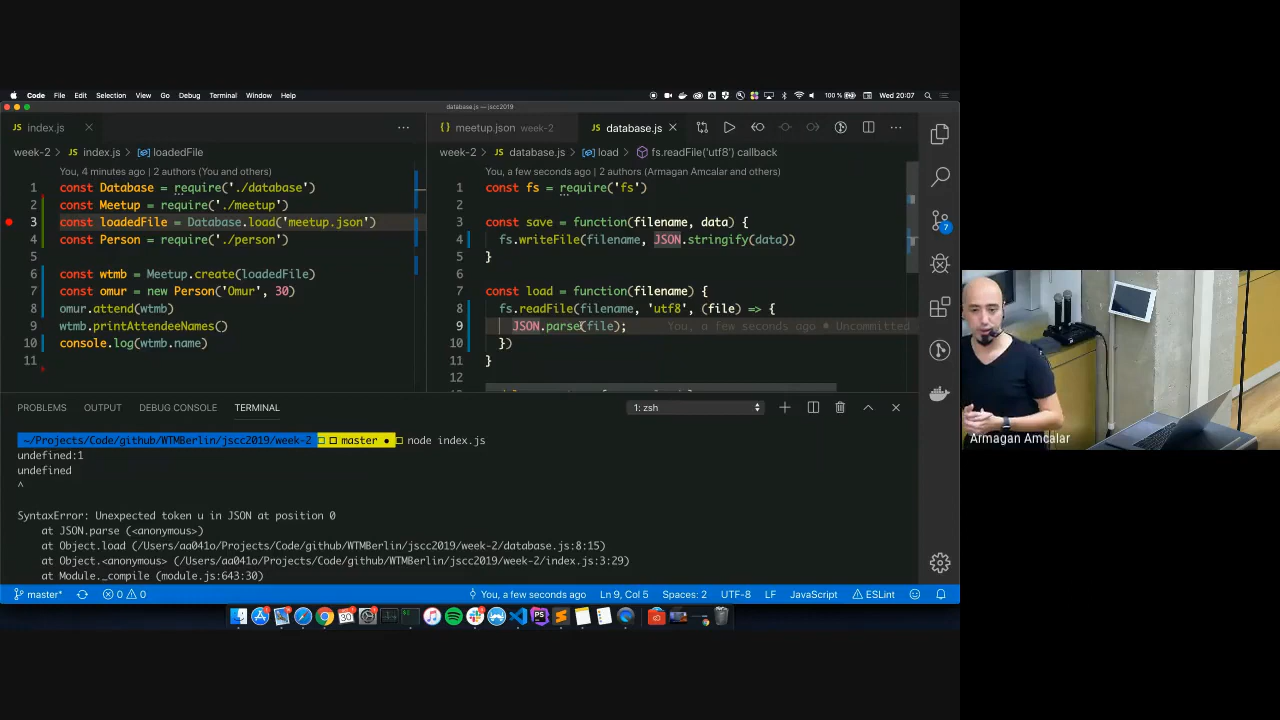 Code File Edit Selection View Go Debug Terminal Window Help
100 % Wed 20:07
database.js — jscc2019
JS index.js
week-2 > JS index.js > loadedFile
You, 4 minutes ago | 2 authors (You and others)
1 const Database = require('./database')
2 const Meetup = require('./meetup')
3 const loadedFile = Database.load('meetup.json')
4 const Person = require('./person')
5
6 const wtmb = Meetup.create(loadedFile)
7 const omur = new Person('Omur', 30)
8 omur.attend(wtmb)
9 wtmb.printAttendeeNames()
10 console.log(wtmb.name)
11
{} meetup.json week-2
JS database.js
week-2 > JS database.js > load > fs.readFile('utf8') callback
You, a few seconds ago | 2 authors (Armagan Amcalar and others)
1 const fs = require('fs')
2
3 const save = function(filename, data) {
4 fs.writeFile(filename, JSON.stringify(data))
5 }
6
7 const load = function(filename) {
8 fs.readFile(filename, 'utf8', (file) => {
9 JSON.parse(file); You, a few seconds ago • Uncommitted
10 })
11 }
12
7
PROBLEMS OUTPUT DEBUG CONSOLE TERMINAL
1: zsh
~/Projects/Code/github/WTMBerlin/jscc2019/week-2 master ● node index.js
undefined:1
undefined
^
SyntaxError: Unexpected token u in JSON at position 0
at JSON.parse (<anonymous>)
at Object.load (/Users/aa041o/Projects/Code/github/WTMBerlin/jscc2019/week-2/database.js:8:15)
at Object.<anonymous> (/Users/aa041o/Projects/Code/github/WTMBerlin/jscc2019/week-2/index.js:3:29)
at Module._compile (module.js:643:30)
master* 0 0 You, a few seconds ago Ln 9, Col 5 Spaces: 2 UTF-8 LF JavaScript ESLint
Armagan Amcalar